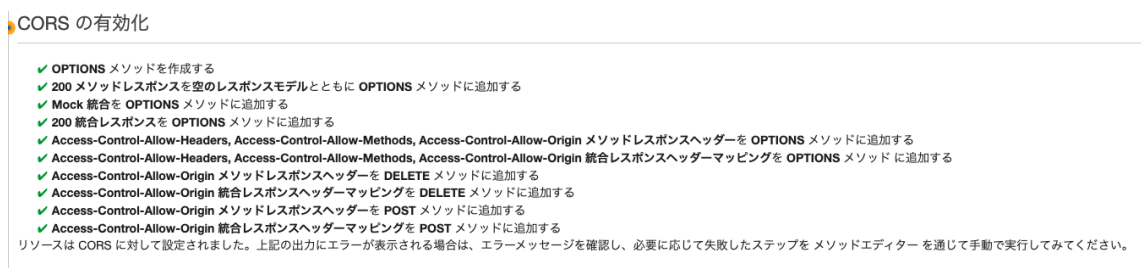 CORS の有効化
✔ OPTIONS メソッドを作成する
✔ 200 メソッドレスポンスを空のレスポンスモデルとともに OPTIONS メソッドに追加する
✔ Mock 統合を OPTIONS メソッドに追加する
✔ 200 統合レスポンスを OPTIONS メソッドに追加する
✔ Access-Control-Allow-Headers, Access-Control-Allow-Methods, Access-Control-Allow-Origin メソッドレスポンスヘッダーを OPTIONS メソッドに追加する
✔ Access-Control-Allow-Headers, Access-Control-Allow-Methods, Access-Control-Allow-Origin 統合レスポンスヘッダーマッピングを OPTIONS メソッド に追加する
✔ Access-Control-Allow-Origin メソッドレスポンスヘッダーを DELETE メソッドに追加する
✔ Access-Control-Allow-Origin 統合レスポンスヘッダーマッピングを DELETE メソッドに追加する
✔ Access-Control-Allow-Origin メソッドレスポンスヘッダーを POST メソッドに追加する
✔ Access-Control-Allow-Origin 統合レスポンスヘッダーマッピングを POST メソッドに追加する
リソースは CORS に対して設定されました。上記の出力にエラーが表示される場合は、エラーメッセージを確認し、必要に応じて失敗したステップを メソッドエディター を通じて手動で実行してみてください。